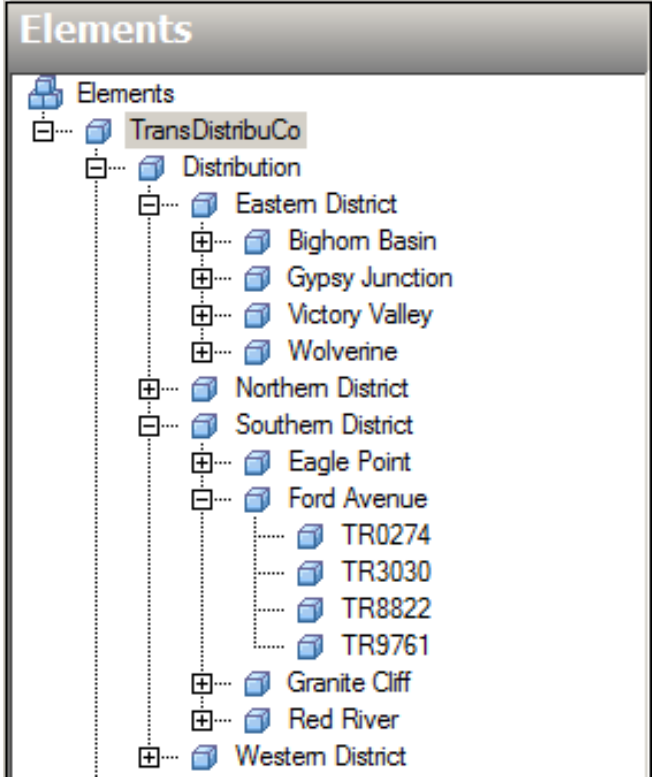 Elements
Elements
TransDistribuCo
Distribution
Eastern District
Bighorn Basin
Gypsy Junction
Victory Valley
Wolverine
Northern District
Southern District
Eagle Point
Ford Avenue
TR0274
TR3030
TR8822
TR9761
Granite Cliff
Red River
Western District